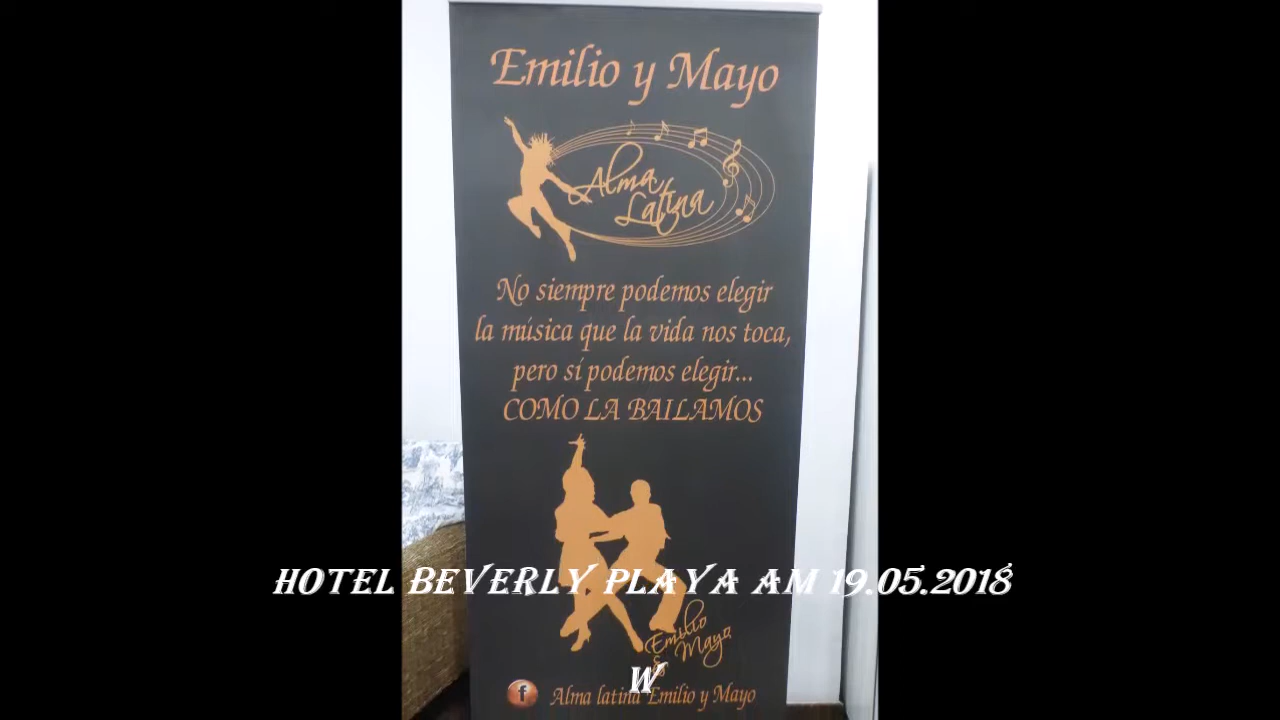 Emilio y Mayo
Alma
Latina
No siempre podemos elegir
la música que la vida nos toca,
pero sí podemos elegir...
COMO LA BAILAMOS
HOTEL BEVERLY PLAYA AM 19.05.2018
Emilio
& Mayo
W
f Alma latina Emilio y Mayo